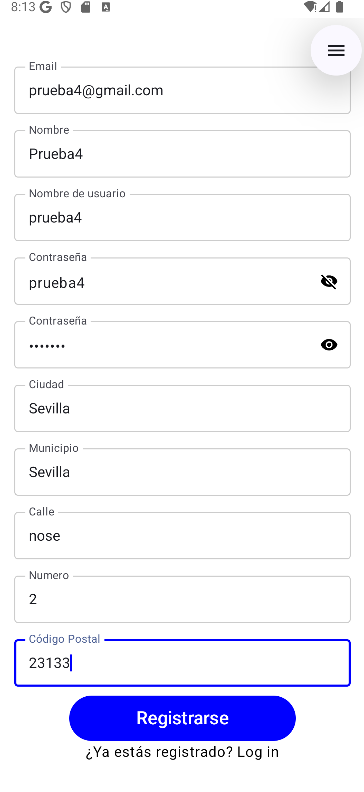 8:13
Email
prueba4@gmail.com
Nombre
Prueba4
Nombre de usuario
prueba4
Contraseña
prueba4
Contraseña
•••••••
Ciudad
Sevilla
Municipio
Sevilla
Calle
nose
Numero
2
Código Postal
23133
Registrarse
¿Ya estás registrado? Log in